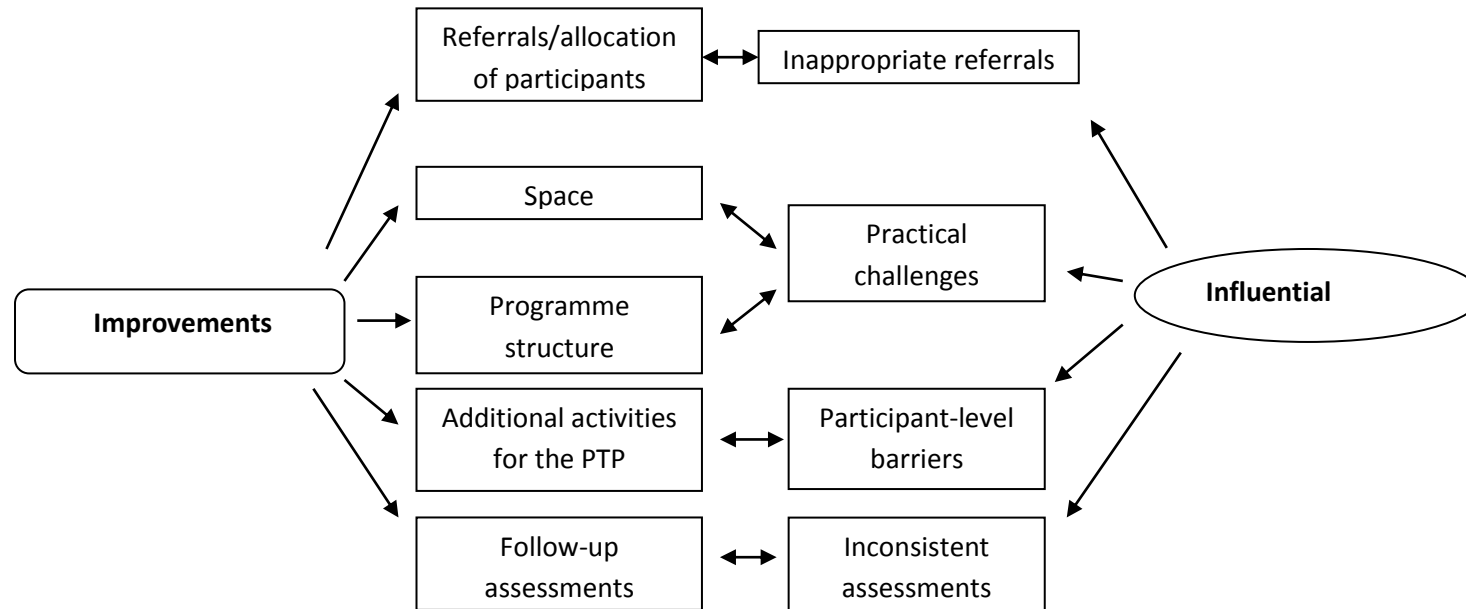 Referrals/allocation
of participants
Inappropriate referrals
Space
Practical
challenges
Improvements
Programme
structure
Influential
Additional activities
for the PTP
Participant-level
barriers
Follow-up
assessments
Inconsistent
assessments